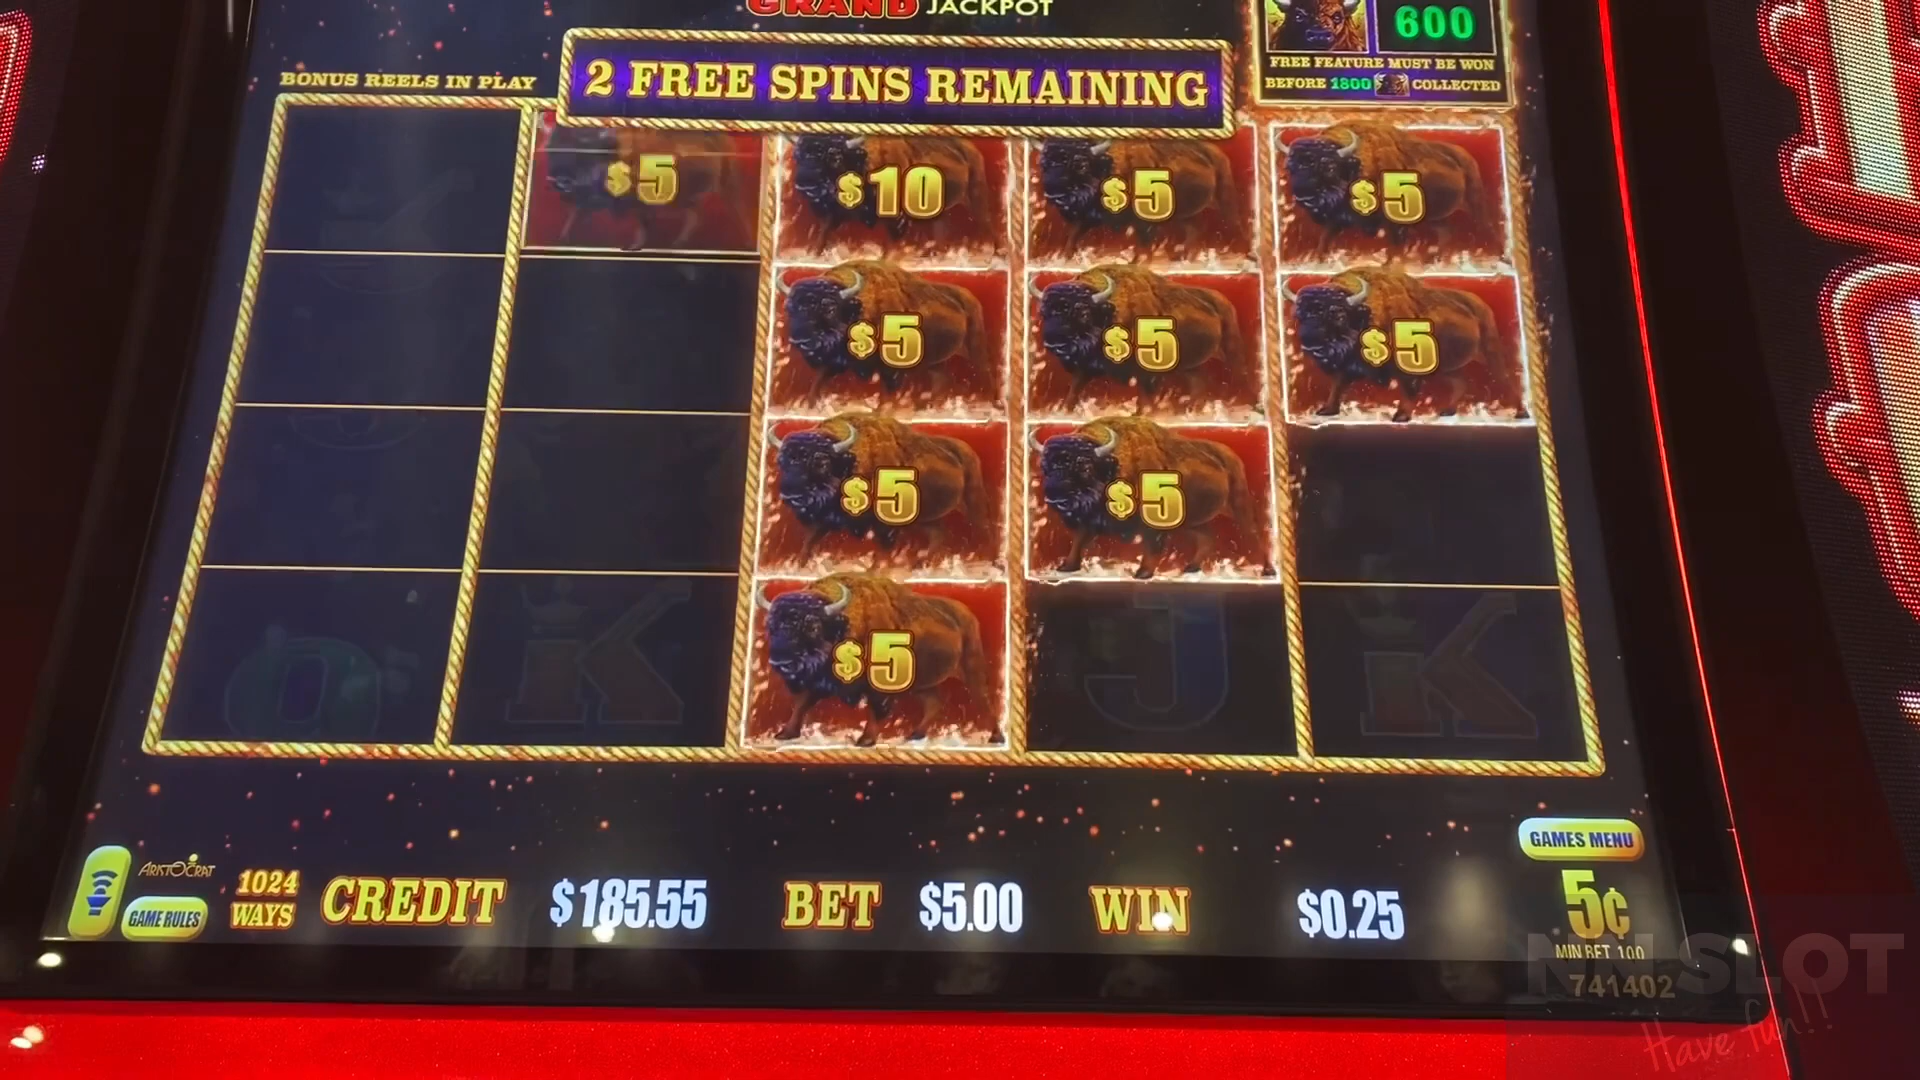 GRAND JACKPOT
600
FREE FEATURE MUST BE WON
BEFORE 1800 COLLECTED
BONUS REELS IN PLAY
2 FREE SPINS REMAINING
$5
$10
$5
$5
$5
$5
$5
$5
$5
$5
Q
K
J
K
GAMES MENU
ARISTOCRAT
GAME RULES
1024
WAYS
CREDIT $185.55
BET $5.00
WIN $0.25
5¢
MIN BET 100
741402
NN SLOT
Have fun!!